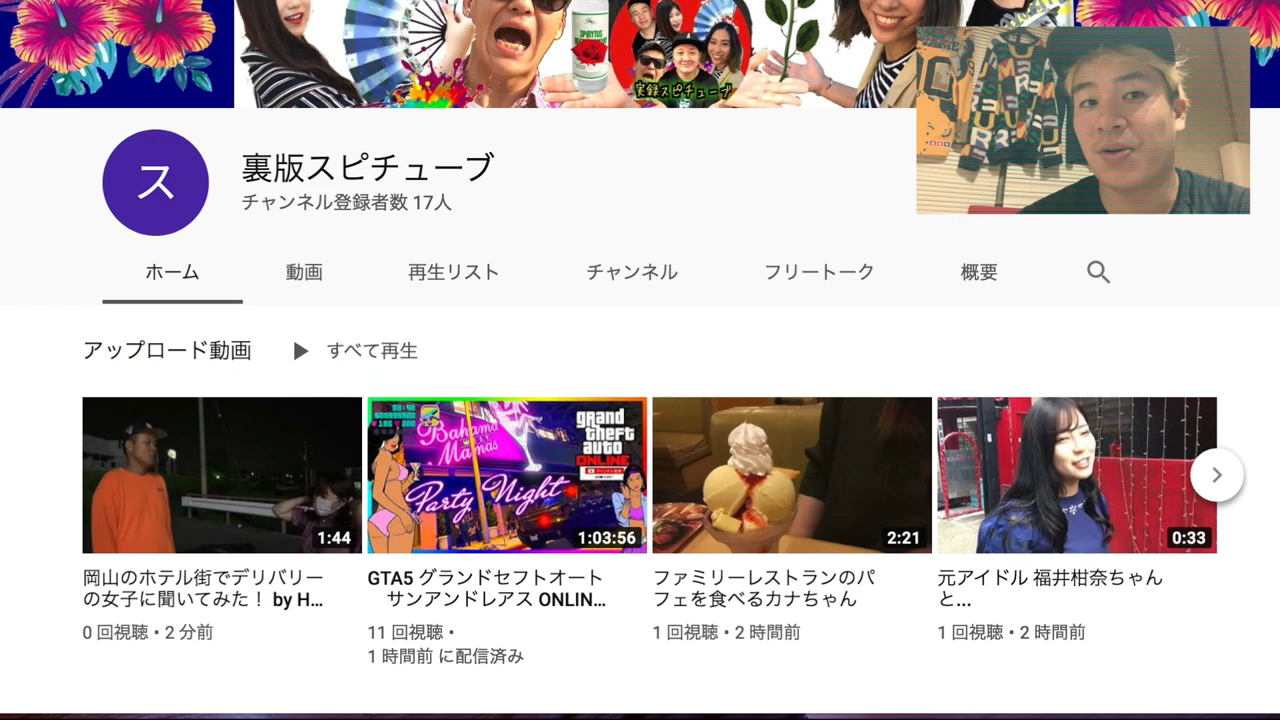 SPIRYTUS
実録スピチューブ
ス
裏版スピチューブ
チャンネル登録者数 17人
ホーム
動画
再生リスト
チャンネル
フリートーク
概要
アップロード動画
すべて再生
1:44
Bahama
Mamas
grand
theft
auto
ONLINE
Party Night
1:03:56
2:21
0:33
岡山のホテル街でデリバリー
の女子に聞いてみた! by H...
0 回視聴・2 分前
GTA5 グランドセフトオート
サンアンドレアス ONLIN...
11 回視聴・
1 時間前 に配信済み
ファミリーレストランのパ
フェを食べるカナちゃん
1 回視聴・2 時間前
元アイドル 福井柑奈ちゃん
と...
1 回視聴・2 時間前